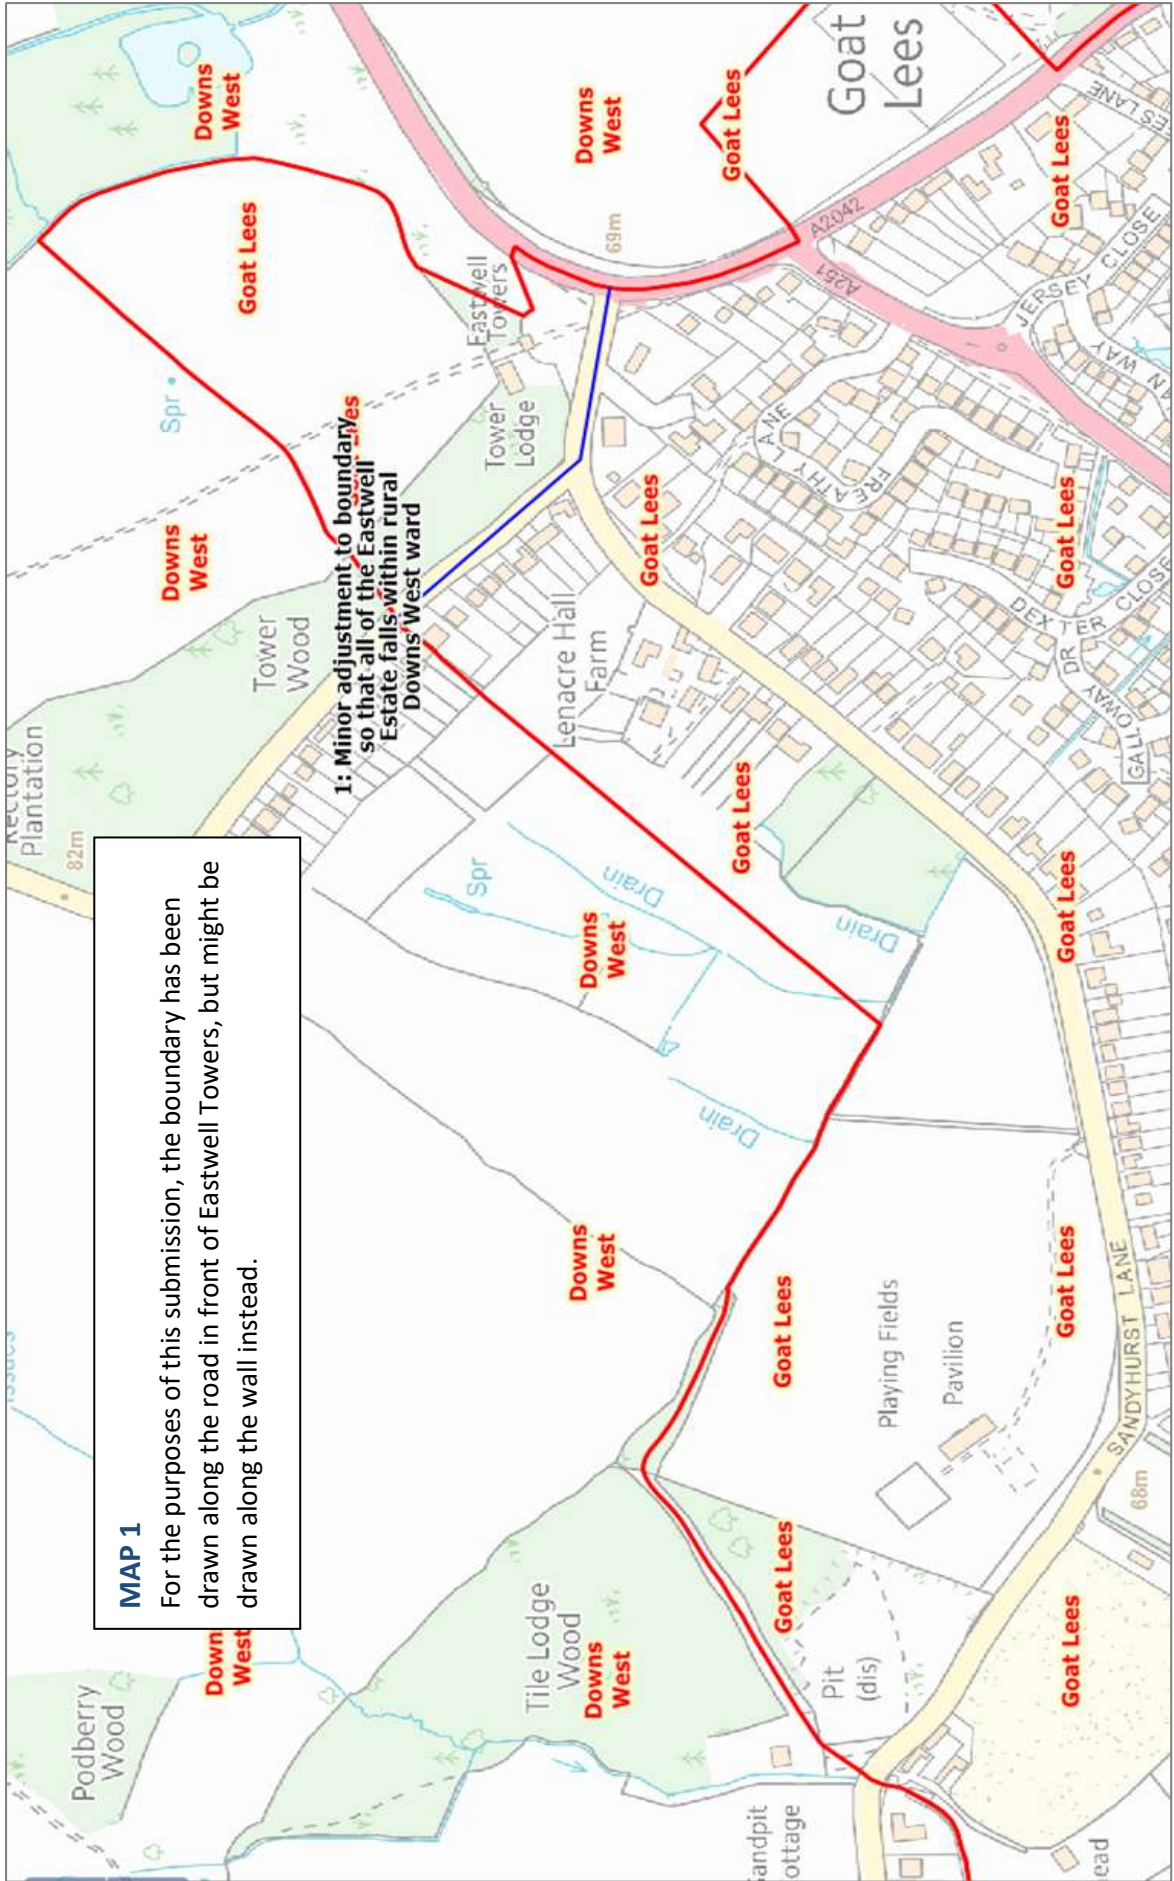 MAP 1
For the purposes of this submission, the boundary has been
drawn along the road in front of Eastwell Towers, but might be
drawn along the wall instead.
Plantation
82m
Podberry
Wood
West
Downs
West
Spr
Downs
West
Goat Lees
Tower
Wood
1: Minor adjustment to boundary
so that all of the Eastwell
Estate falls within rural
Downs West ward
Eastwell
Towers
Tower
Lodge
Spr
Tile Lodge
Wood
Downs
West
Downs
West
Downs
West
Downs
West
69m
Lenacre Hall
Farm
Drain
Drain
Drain
Goat Lees
Goat Lees
Goat Lees
Goat Lees
Goat Lees
Goat
Lees
A2042
A251
FREATHY LANE
Pit
(dis)
Playing Fields
Pavilion
Goat Lees
Goat Lees
Goat Lees
Goat Lees
Goat Lees
DEXTER CLOSE
JERSEY CLOSE
GALLOWAY DR
SANDYHURST LANE
68m